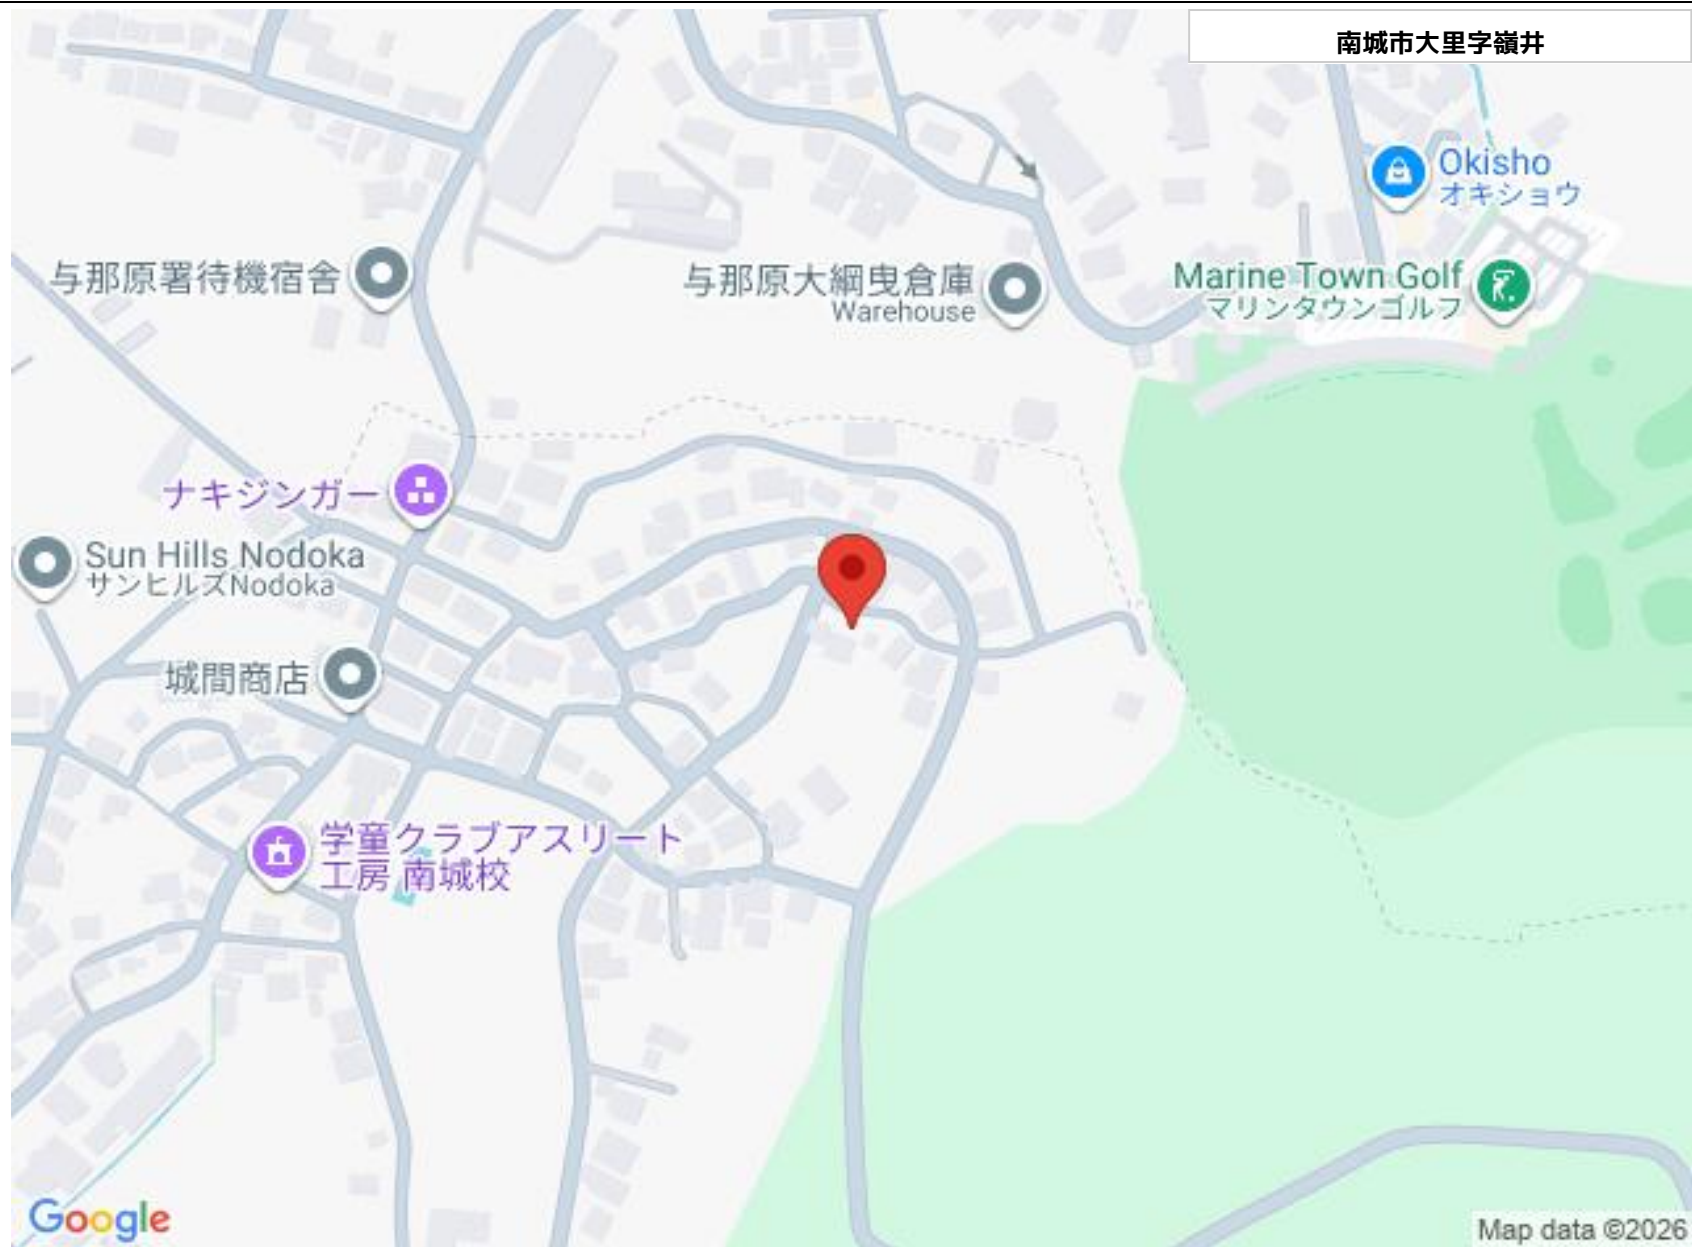 南城市大里字嶺井
Okisho
オキショウ
与那原署待機宿舎
与那原大綱曳倉庫
Warehouse
Marine Town Golf
マリンタウンゴルフ
ナキジンガー
Sun Hills Nodoka
サンヒルズNodoka
城間商店
学童クラブアスリート
工房 南城校
Google
Map data ©2026